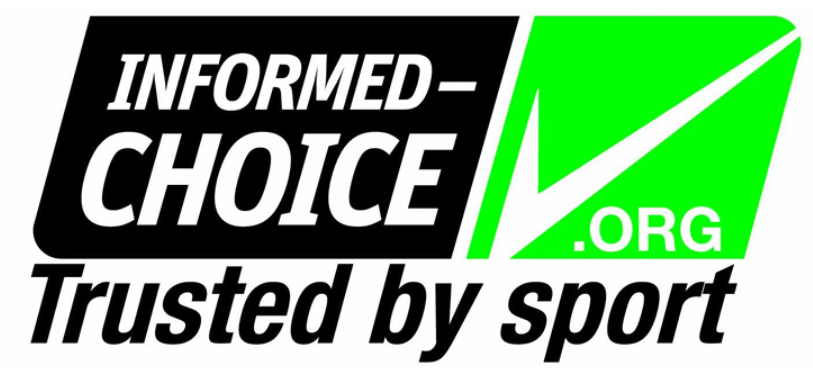 INFORMED–
CHOICE
.ORG
Trusted by sport